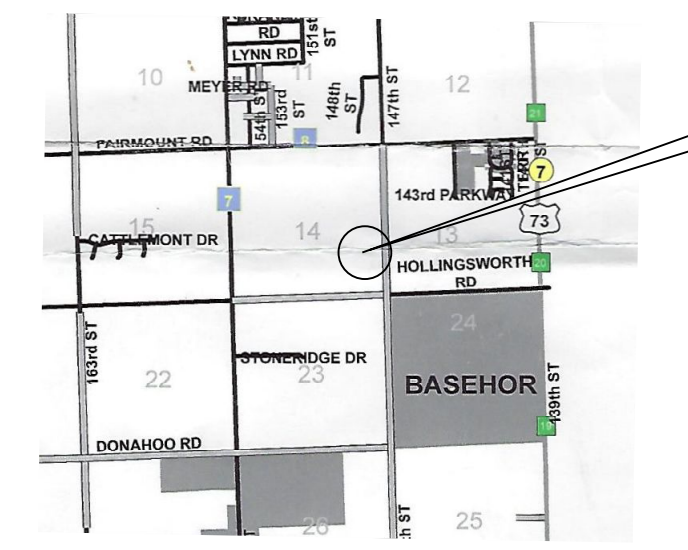 RD
151st
ST
LYNN RD
11
10
12
MEYER RD
54th ST
153rd
ST
148th
ST
147th ST
21
FAIRMOUNT RD
8
7
7
143rd PARKWAY
15
14
13
73
CATTLEMONT DR
HOLLINGSWORTH
RD
20
24
163rd ST
STONERIDGE DR
22
23
BASEHOR
139th ST
19
DONAHOO RD
26
25